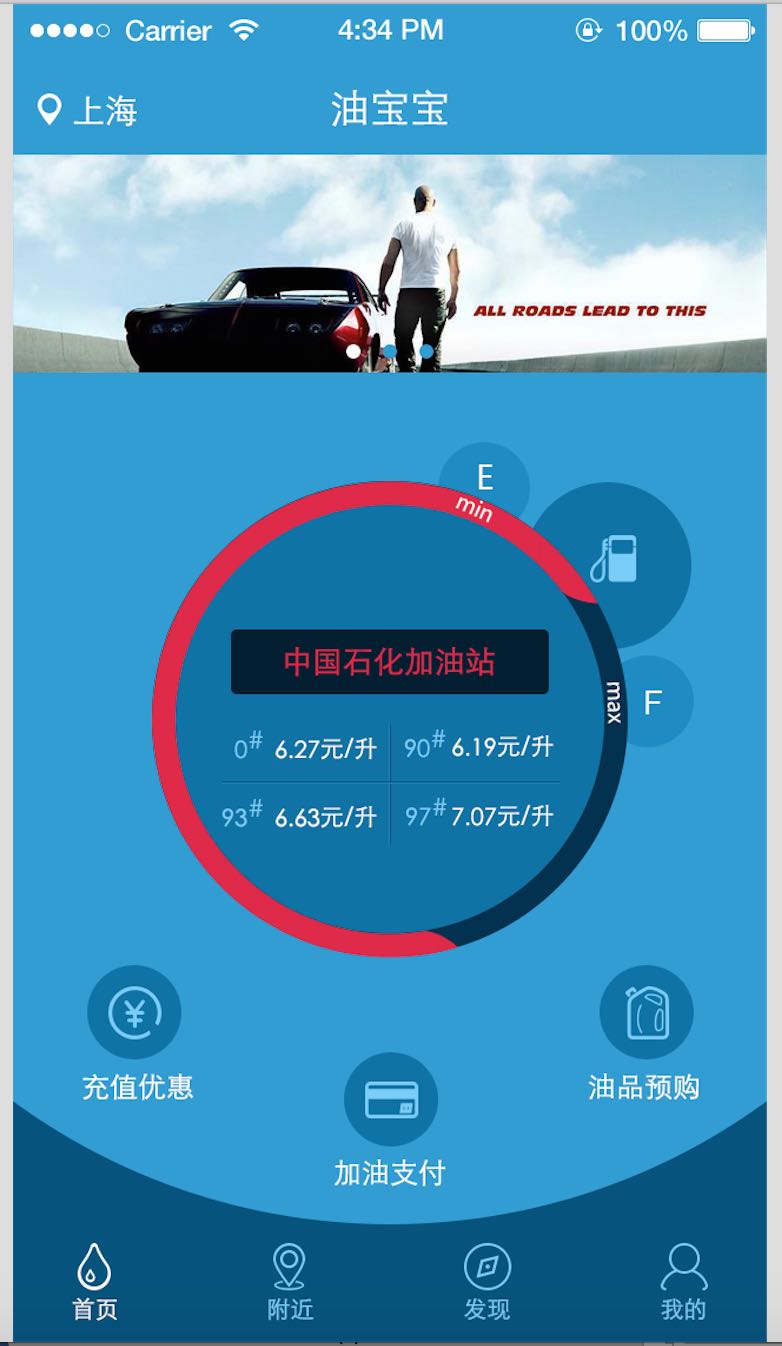 Carrier 4:34 PM 100%
上海 油宝宝
ALL ROADS LEAD TO THIS
E
min
max F
中国石化加油站
0# 6.27元/升 90# 6.19元/升
93# 6.63元/升 97# 7.07元/升
¥
充值优惠 油品预购
加油支付
首页 附近 发现 我的